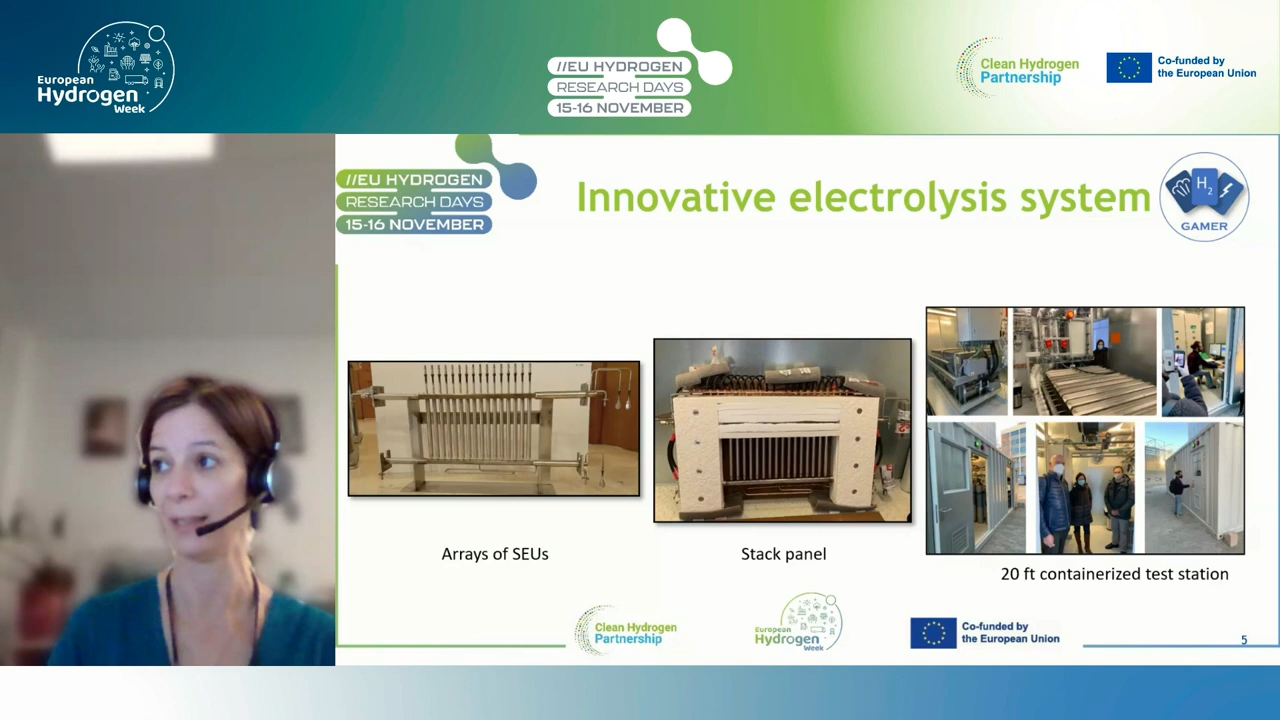 European
Hydrogen
Week
//EU HYDROGEN
RESEARCH DAYS
15-16 NOVEMBER
Clean Hydrogen
Partnership
Co-funded by
the European Union
//EU HYDROGEN
RESEARCH DAYS
15-16 NOVEMBER
Innovative electrolysis system
H2
GAMER
Arrays of SEUs
Stack panel
20 ft containerized test station
Clean Hydrogen
Partnership
European
Hydrogen
Week
Co-funded by
the European Union
5